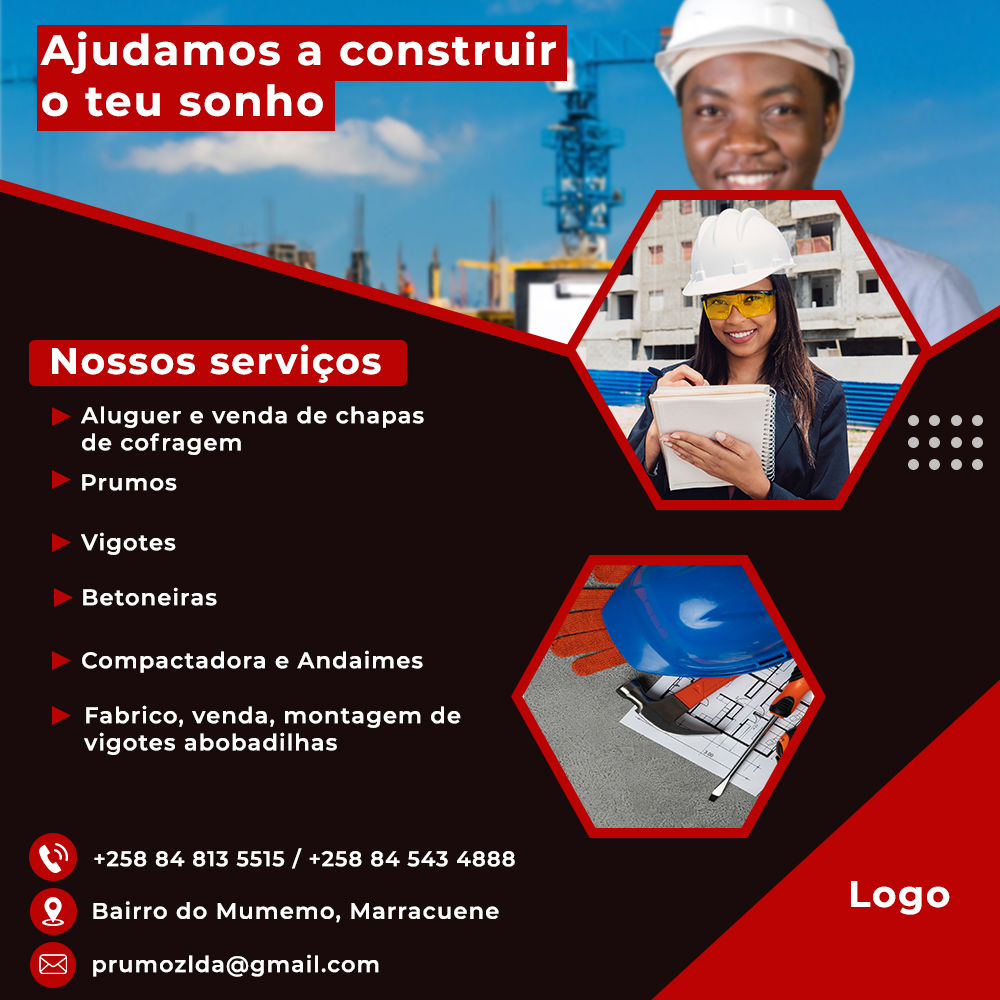 Ajudamos a construir
o teu sonho
Nossos serviços
Aluguer e venda de chapas
de cofragem
Prumos
Vigotes
Betoneiras
Compactadora e Andaimes
Fabrico, venda, montagem de
vigotes abobadilhas
+258 84 813 5515 / +258 84 543 4888
Bairro do Mumemo, Marracuene
prumozlda@gmail.com
Logo